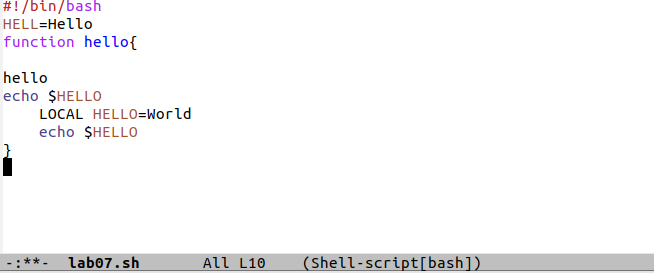 #!/bin/bash
HELL=Hello
function hello{
hello
echo $HELLO
LOCAL HELLO=World
echo $HELLO
}
-:**- lab07.sh All L10 (Shell-script[bash])